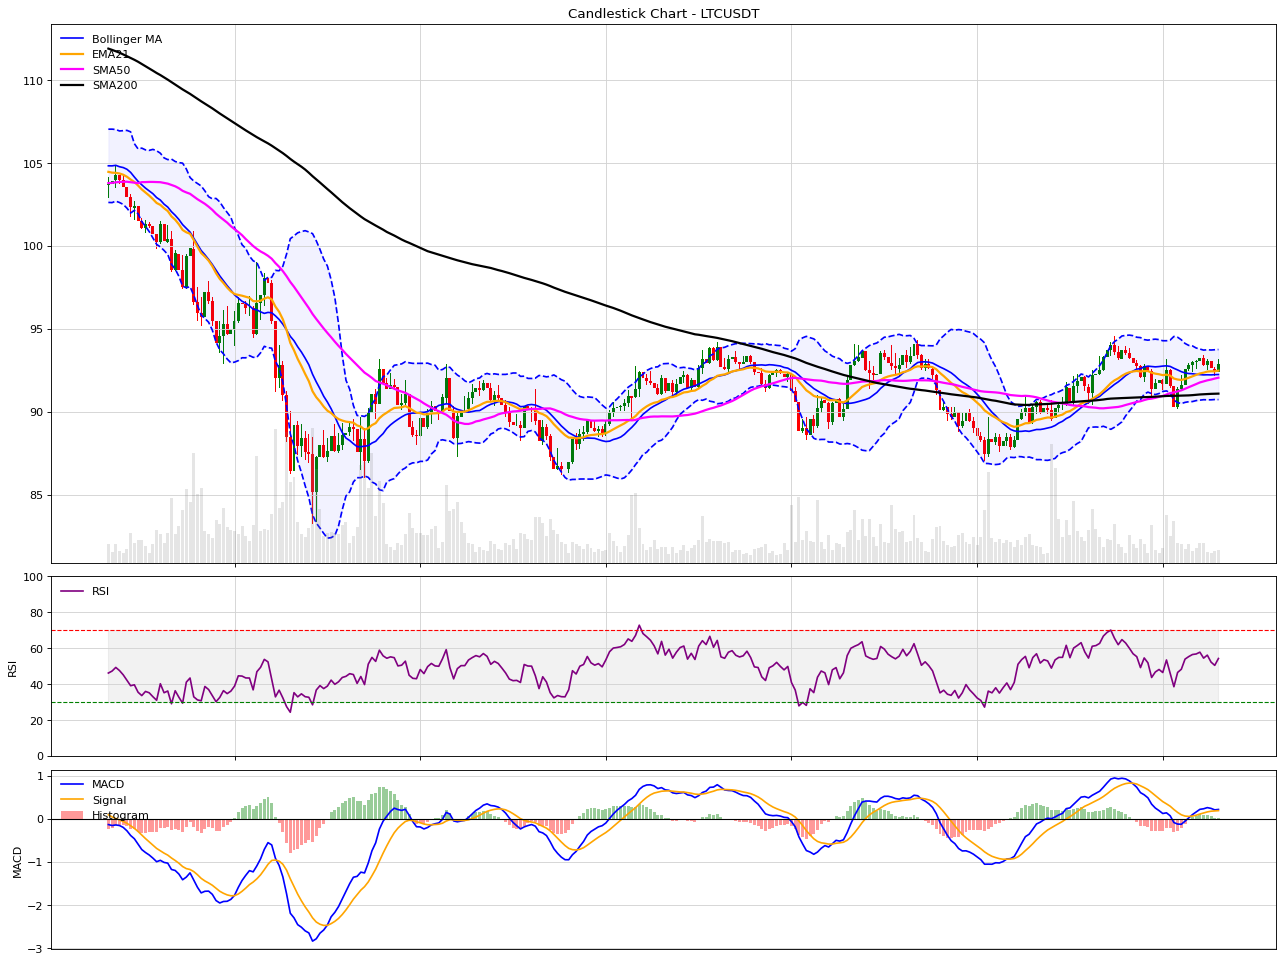 Candlestick Chart - LTCUSDT
Bollinger MA
EMA21
SMA50
SMA200
110
105
100
95
90
85
RSI
100
80
60
40
20
0
RSI
MACD
Signal
Histogram
1
0
−1
−2
−3
MACD